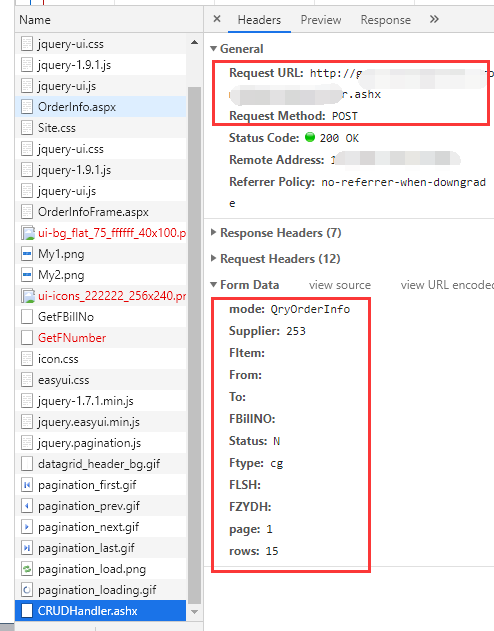 Name
jquery-ui.css
jquery-1.9.1.js
jquery-ui.js
OrderInfo.aspx
Site.css
jquery-ui.css
jquery-1.9.1.js
jquery-ui.js
OrderInfoFrame.aspx
ui-bg_flat_75_ffffff_40x100.p
My1.png
My2.png
ui-icons_222222_256x240.pr
GetFBillNo
GetFNumber
icon.css
easyui.css
jquery-1.7.1.min.js
jquery.easyui.min.js
jquery.pagination.js
datagrid_header_bg.gif
pagination_first.gif
pagination_prev.gif
pagination_next.gif
pagination_last.gif
pagination_load.png
pagination_loading.gif
CRUDHandler.ashx
× Headers Preview Response »
General
Request URL: http://g
r.ashx
Request Method: POST
Status Code: 200 OK
Remote Address: 1
Referrer Policy: no-referrer-when-downgrad
e
Response Headers (7)
Request Headers (12)
Form Data view source view URL encoded
mode: QryOrderInfo
Supplier: 253
FItem:
From:
To:
FBillNO:
Status: N
Ftype: cg
FLSH:
FZYDH:
page: 1
rows: 15